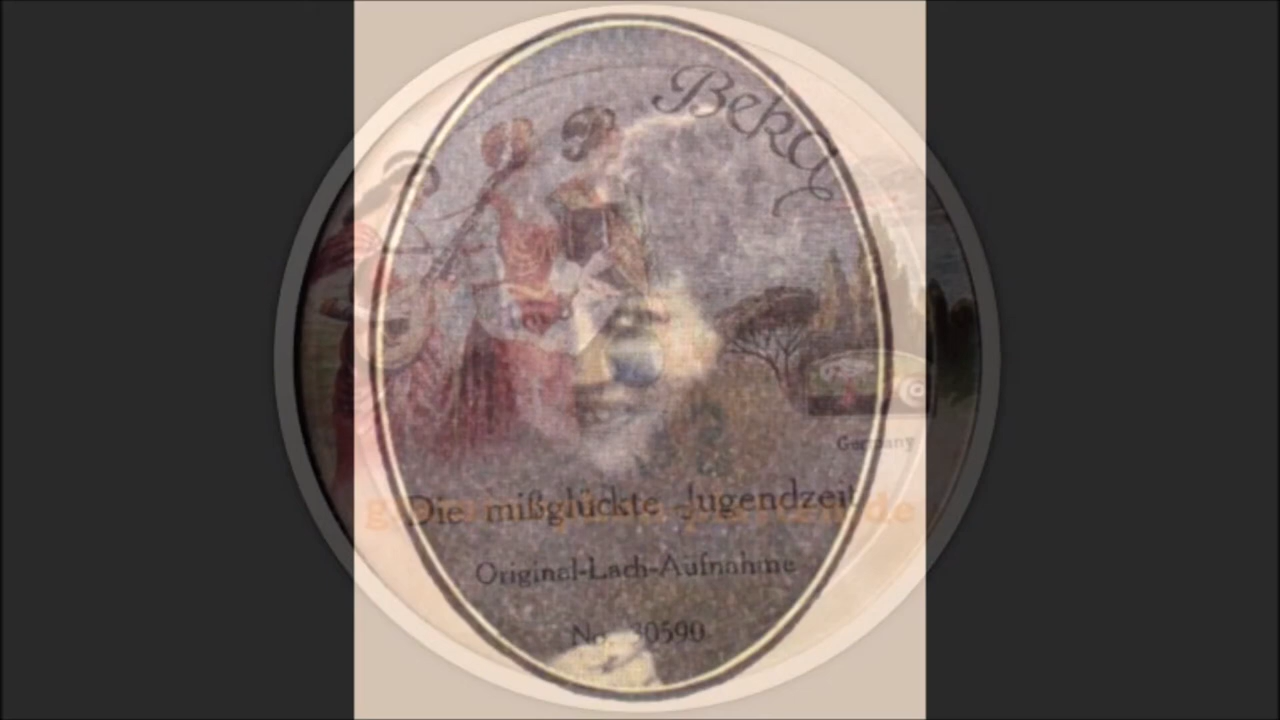 Beka
Germany
Die mißglückte Jugendzeit
Original-Lach-Aufnahme
No. 30590